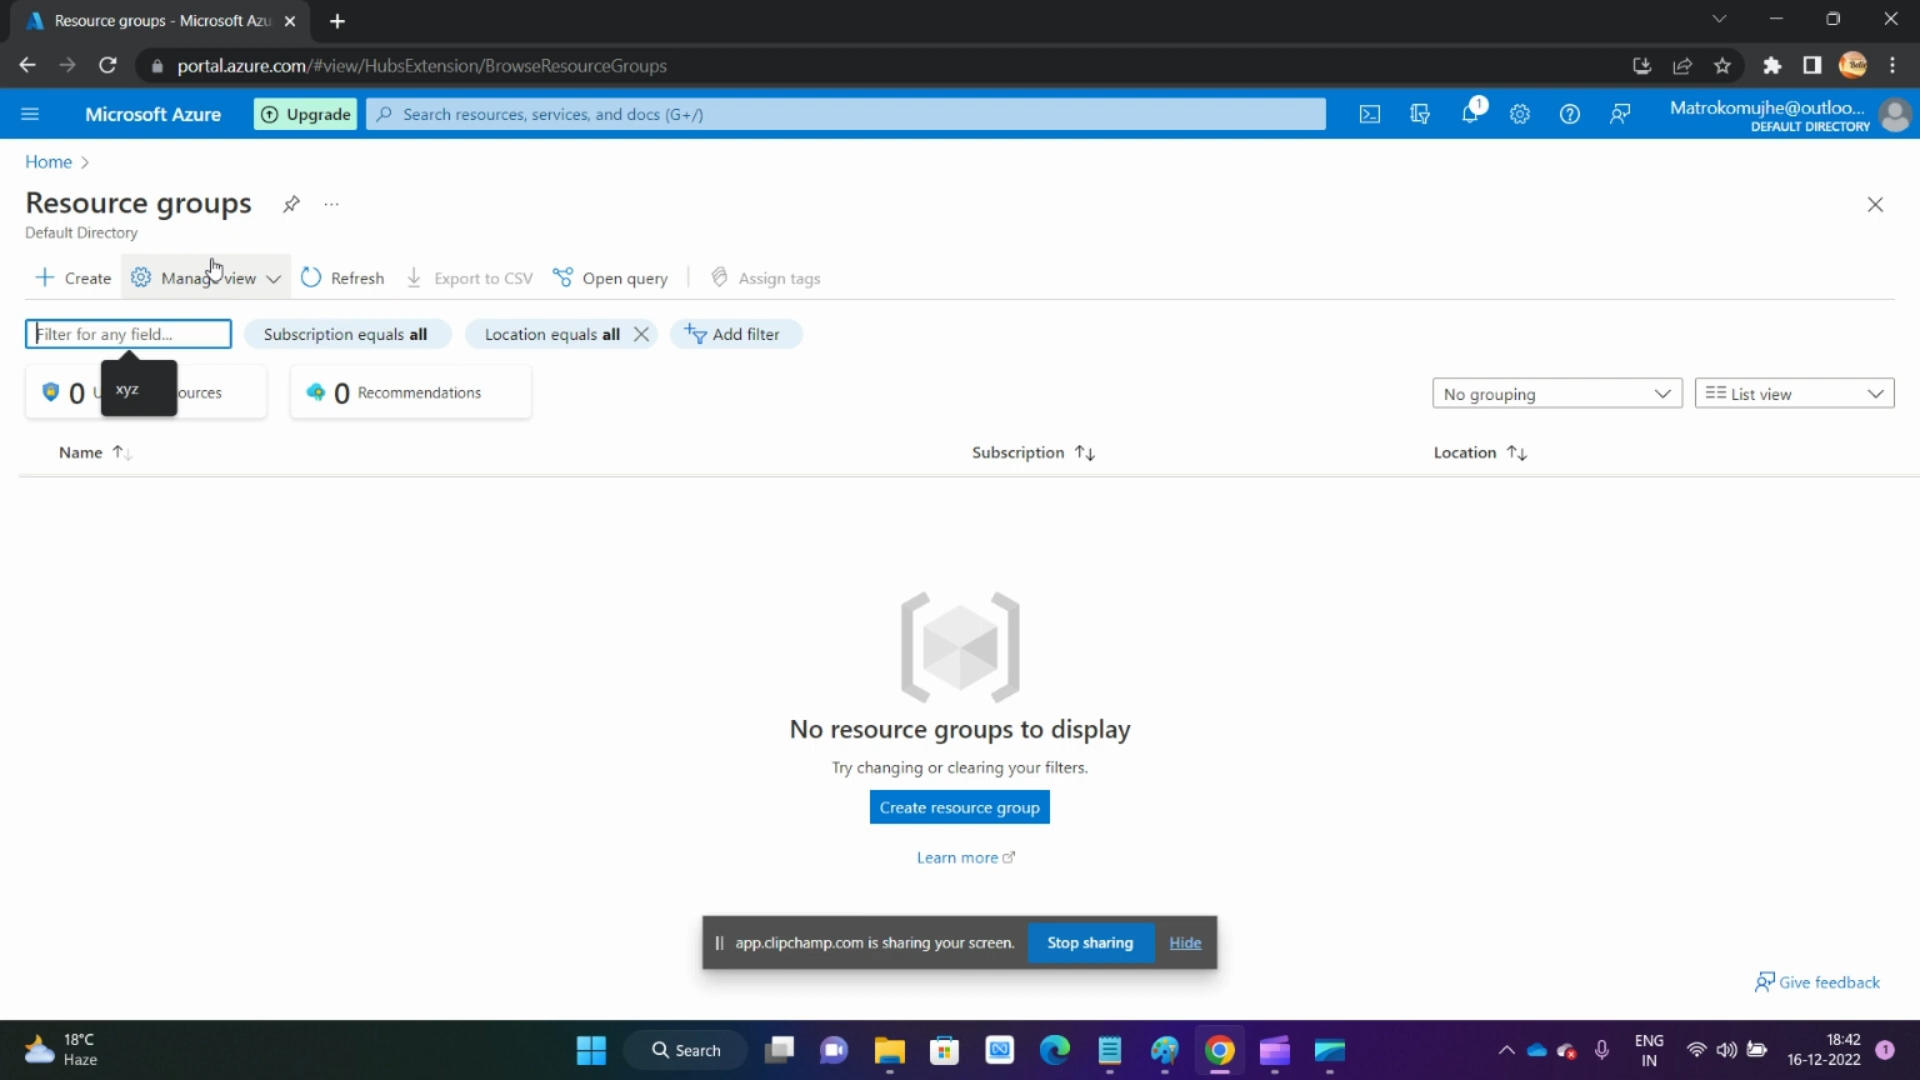 Resource groups - Microsoft Azu
portal.azure.com/#view/HubsExtension/BrowseResourceGroups
Microsoft Azure
Upgrade
Search resources, services, and docs (G+/)
1
Matrokomujhe@outloo...
DEFAULT DIRECTORY
Home
Resource groups
Default Directory
Create
Manage view
Refresh
Export to CSV
Open query
Assign tags
Filter for any field...
Subscription equals all
Location equals all
Add filter
xyz
0 U ources
0 Recommendations
No grouping
List view
Name
Subscription
Location
No resource groups to display
Try changing or clearing your filters.
Create resource group
Learn more
app.clipchamp.com is sharing your screen.
Stop sharing
Hide
Give feedback
18°C
Haze
Search
ENG
IN
18:42
16-12-2022
1